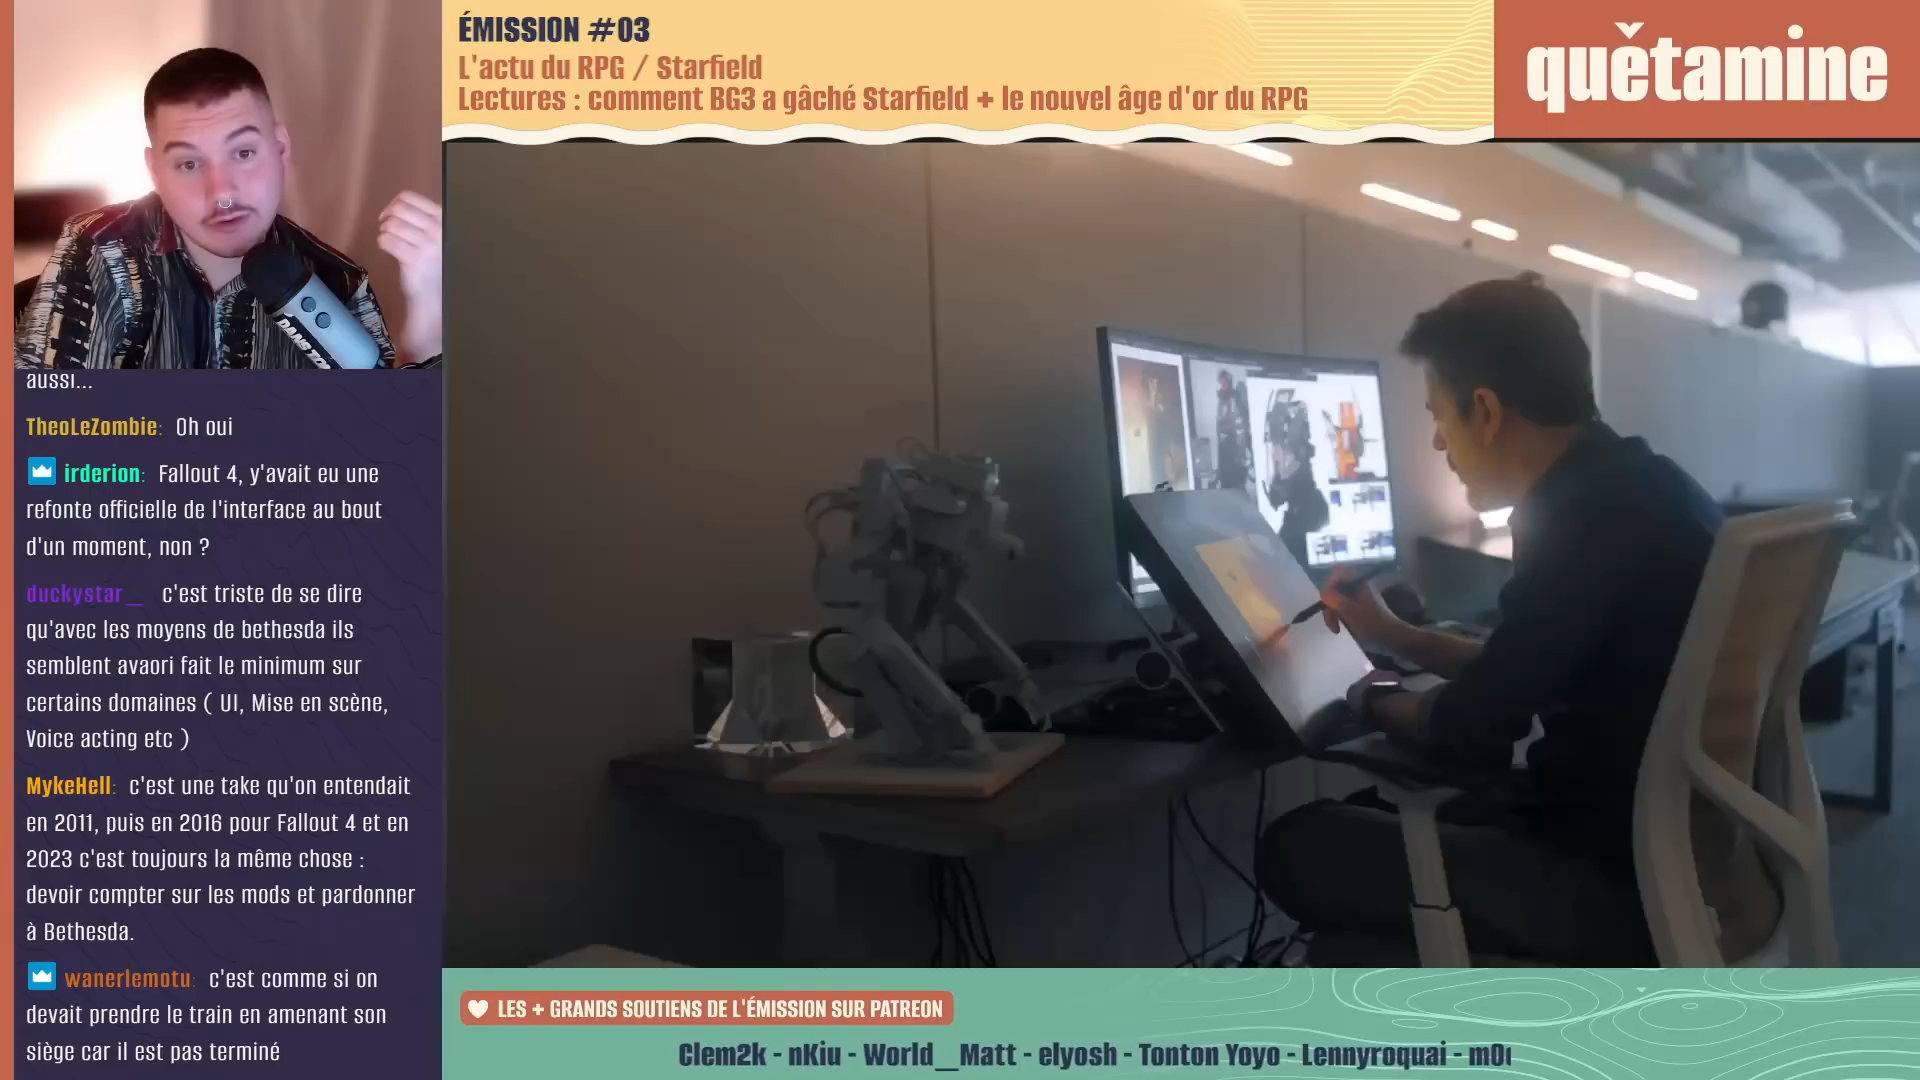 ÉMISSION #03
L'actu du RPG / Starfield
Lectures : comment BG3 a gâché Starfield + le nouvel âge d'or du RPG
quětamine
DANS TON
aussi...
TheoLeZombie: Oh oui
irderion: Fallout 4, y'avait eu une
refonte officielle de l'interface au bout
d'un moment, non ?
duckystar__ c'est triste de se dire
qu'avec les moyens de bethesda ils
semblent avaori fait le minimum sur
certains domaines ( UI, Mise en scène,
Voice acting etc )
MykeHell: c'est une take qu'on entendait
en 2011, puis en 2016 pour Fallout 4 et en
2023 c'est toujours la même chose :
devoir compter sur les mods et pardonner
à Bethesda.
wanerlemotu: c'est comme si on
devait prendre le train en amenant son
siège car il est pas terminé
LES + GRANDS SOUTIENS DE L'ÉMISSION SUR PATREON
Clem2k - nKiu - World__Matt - elyosh - Tonton Yoyo - Lennyroquai -